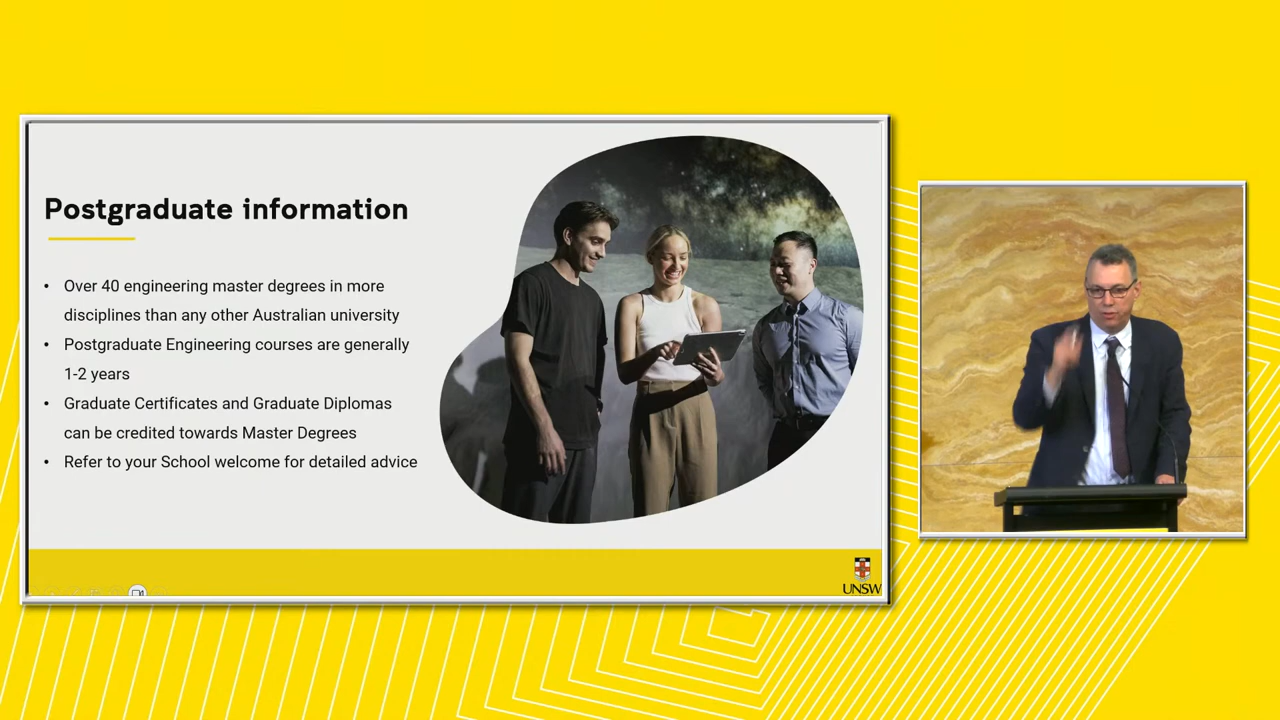 Postgraduate information
• Over 40 engineering master degrees in more
disciplines than any other Australian university
• Postgraduate Engineering courses are generally
1-2 years
• Graduate Certificates and Graduate Diplomas
can be credited towards Master Degrees
• Refer to your School welcome for detailed advice
UNSW